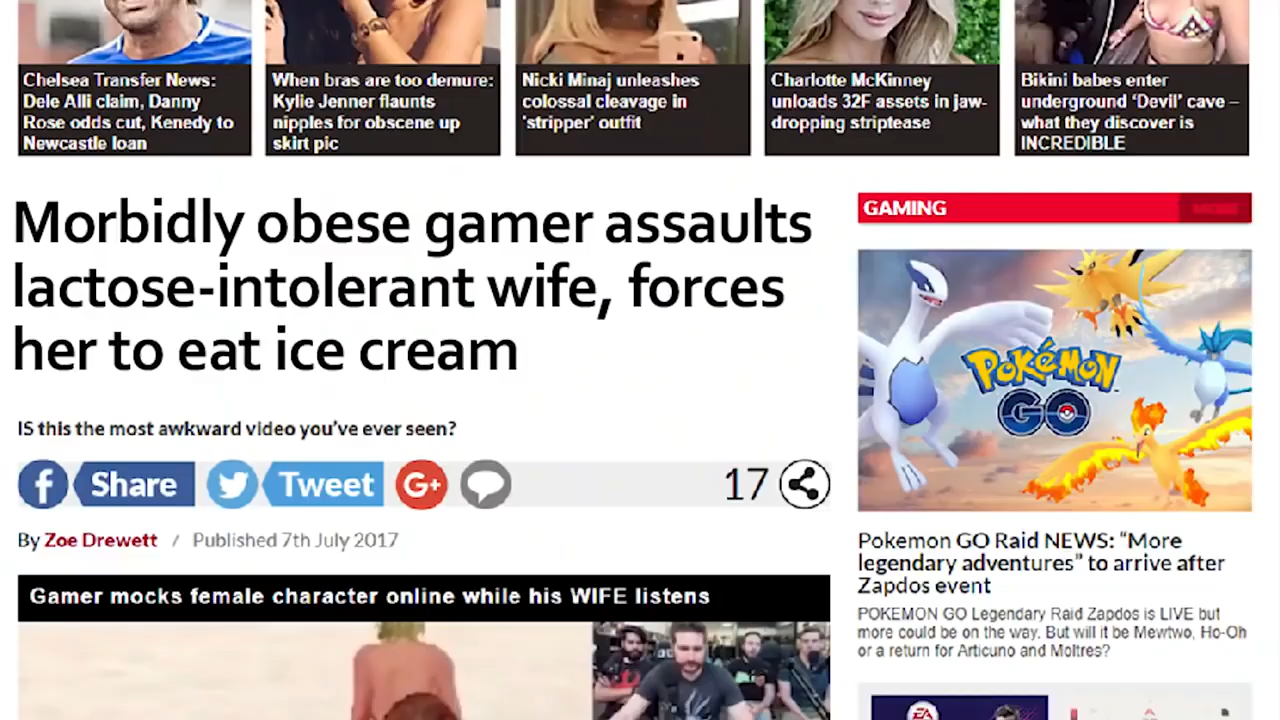 Chelsea Transfer News:
Dele Alli claim, Danny
Rose odds cut, Kenedy to
Newcastle loan
When bras are too demure:
Kylie Jenner flaunts
nipples for obscene up
skirt pic
Nicki Minaj unleashes
colossal cleavage in
'stripper' outfit
Charlotte McKinney
unloads 32F assets in jaw-
dropping striptease
Bikini babes enter
underground 'Devil' cave –
what they discover is
INCREDIBLE
Morbidly obese gamer assaults
lactose-intolerant wife, forces
her to eat ice cream
IS this the most awkward video you've ever seen?
f Share Tweet G+ 17
By Zoe Drewett / Published 7th July 2017
Gamer mocks female character online while his WIFE listens
GAMING
POKÉMON
GO
Pokemon GO Raid NEWS: “More
legendary adventures” to arrive after
Zapdos event
POKEMON GO Legendary Raid Zapdos is LIVE but
more could be on the way. But will it be Mewtwo, Ho-Oh
or a return for Articuno and Moltres?
EA